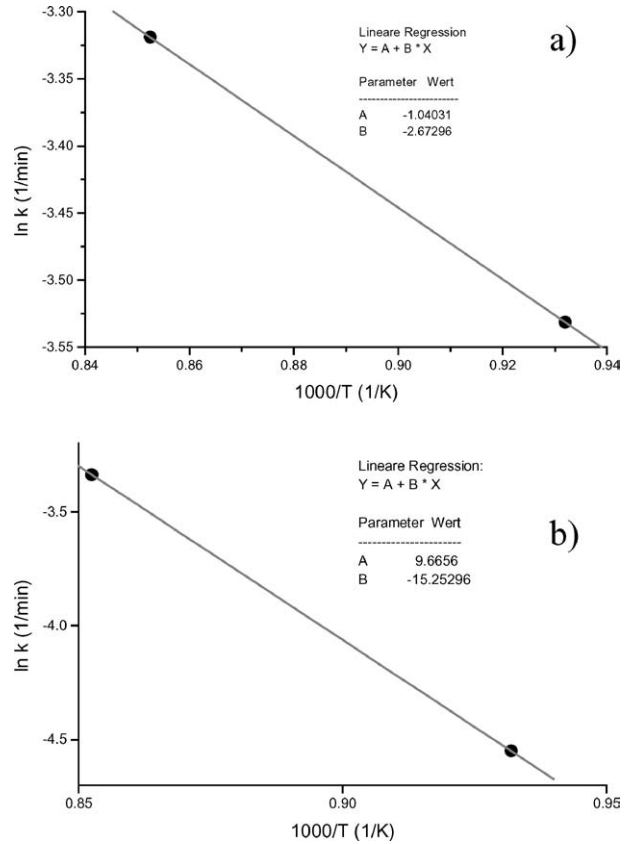 a)
Lineare Regression
Y = A + B * X
Parameter Wert
------------------------
A -1.04031
B -2.67296
ln k (1/min)
-3.30
-3.35
-3.40
-3.45
-3.50
-3.55
0.84 0.86 0.88 0.90 0.92 0.94
1000/T (1/K)
b)
Lineare Regression:
Y = A + B * X
Parameter Wert
------------------------
A 9.6656
B -15.25296
ln k (1/min)
-3.5
-4.0
-4.5
0.85 0.90 0.95
1000/T (1/K)